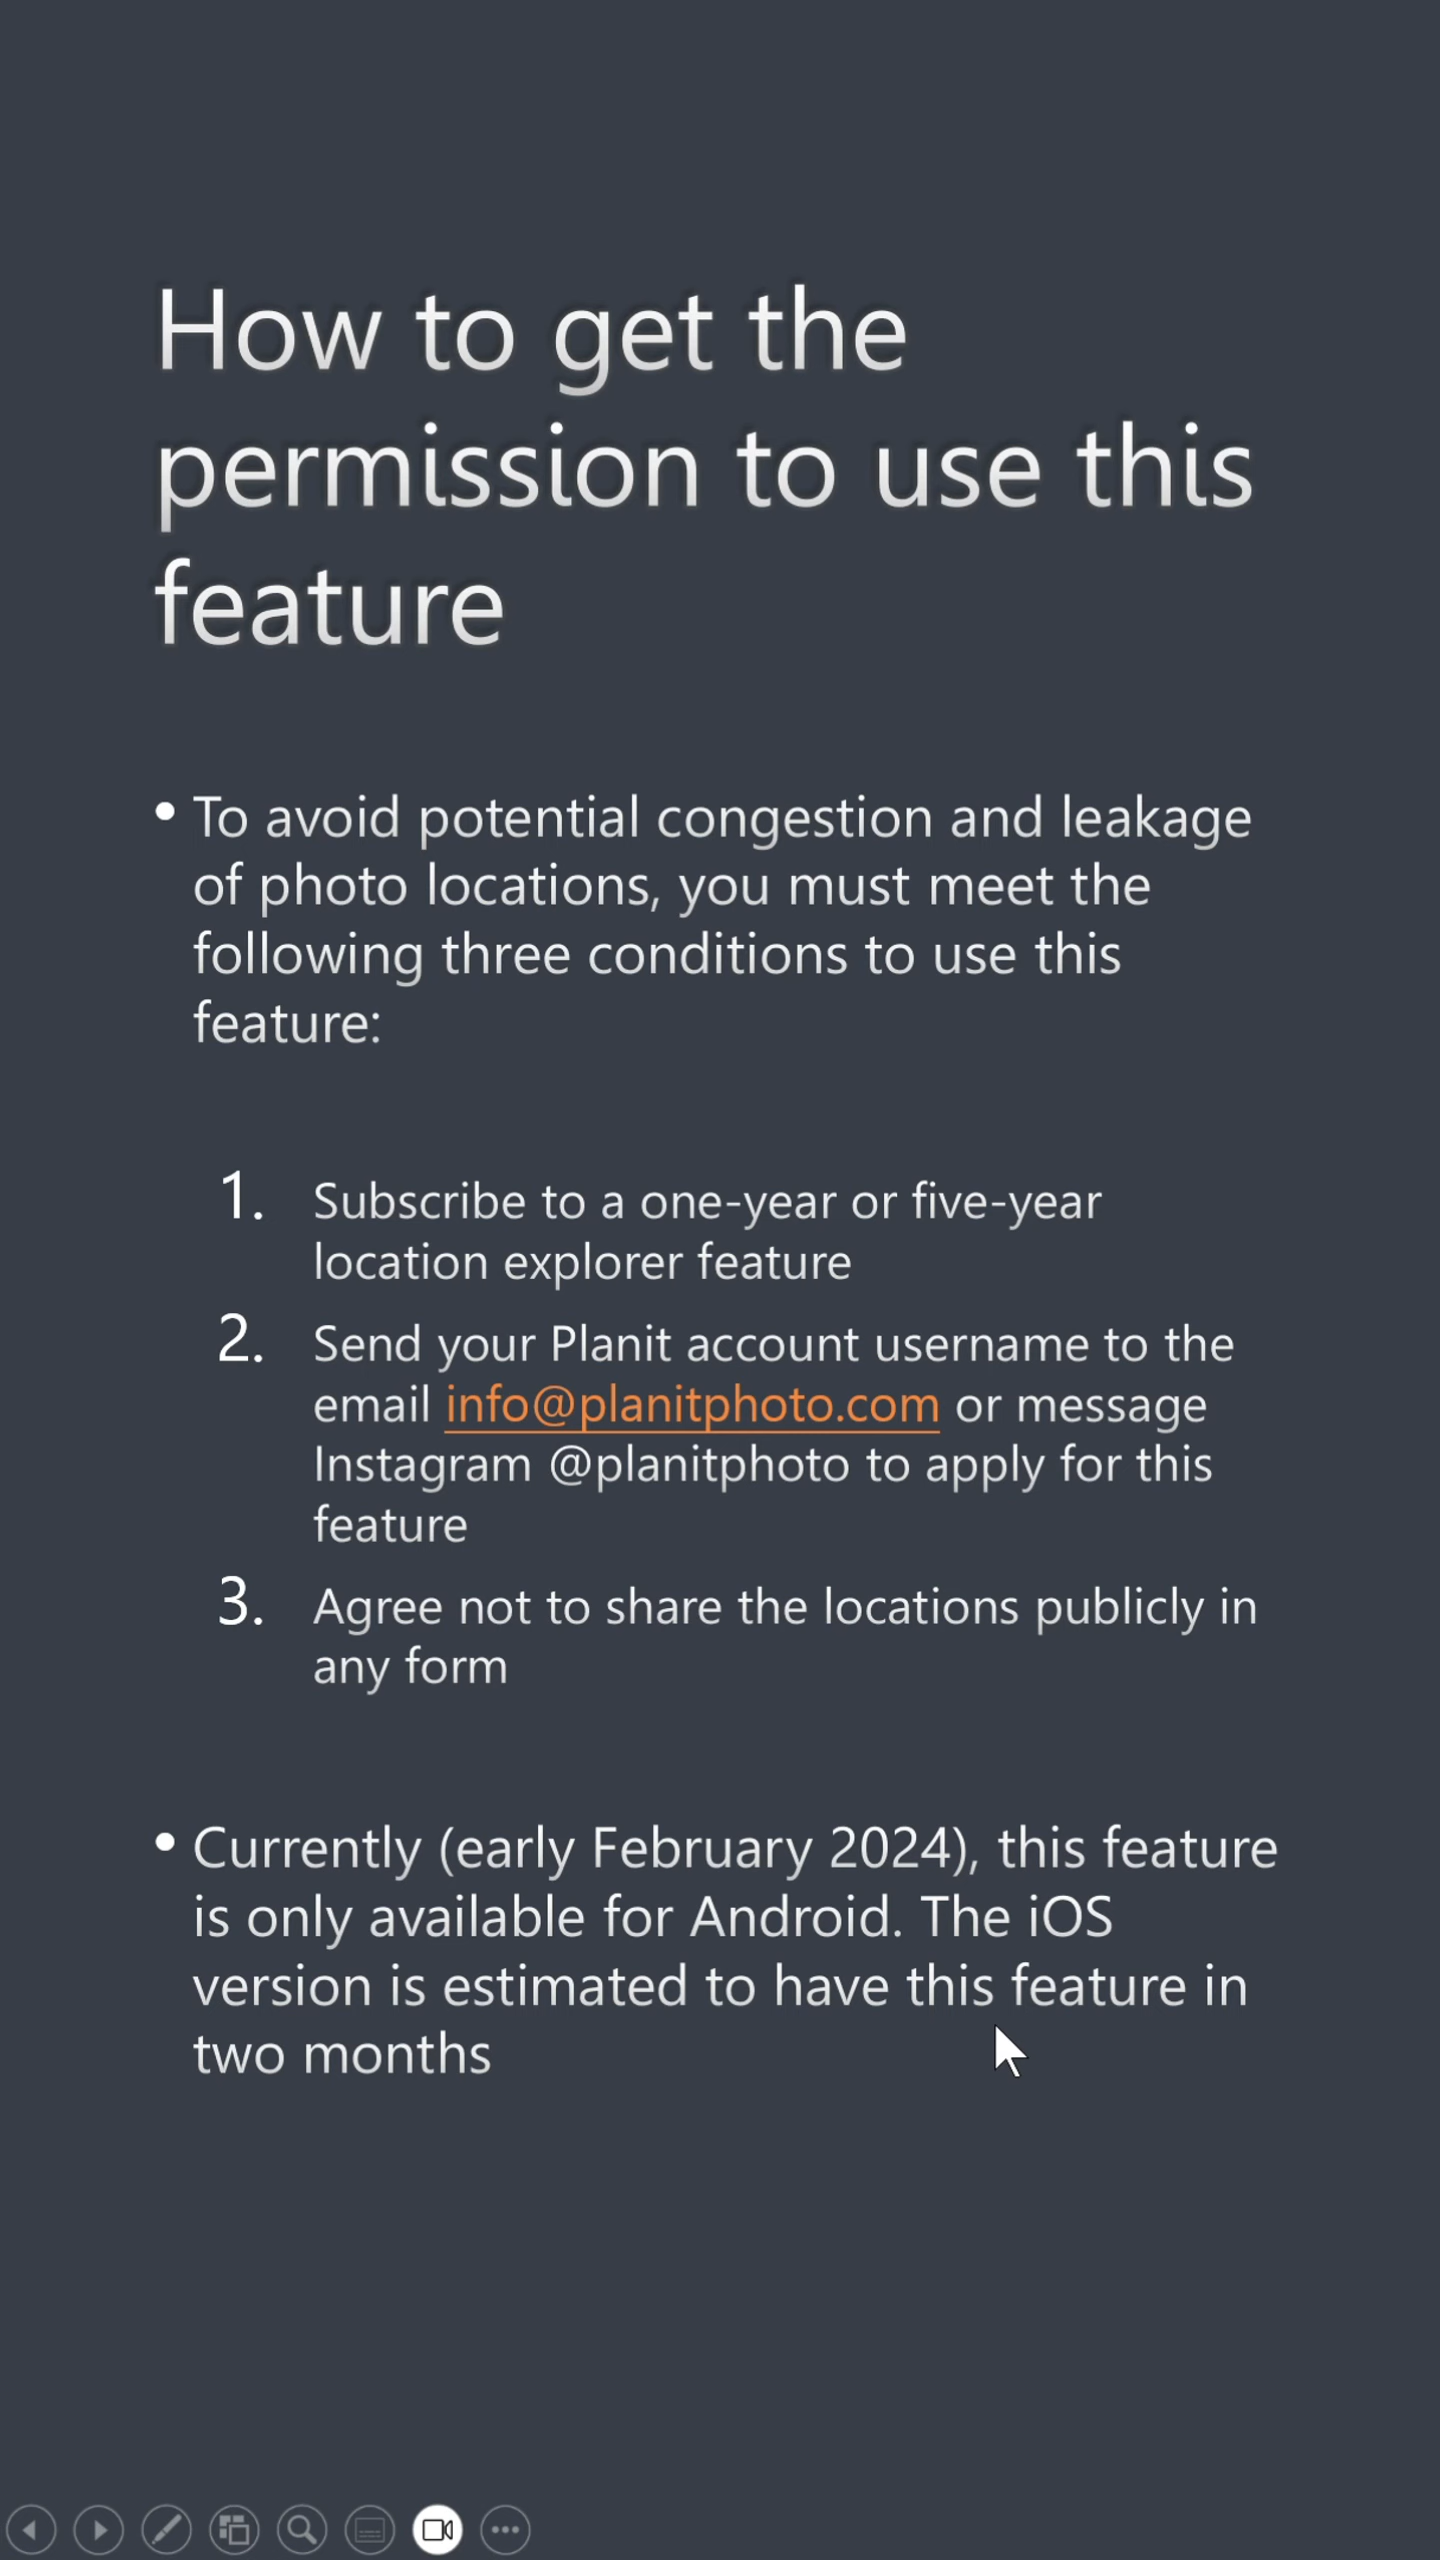 How to get the
permission to use this
feature
• To avoid potential congestion and leakage
of photo locations, you must meet the
following three conditions to use this
feature:
1. Subscribe to a one-year or five-year
location explorer feature
2. Send your Planit account username to the
email info@planitphoto.com or message
Instagram @planitphoto to apply for this
feature
3. Agree not to share the locations publicly in
any form
• Currently (early February 2024), this feature
is only available for Android. The iOS
version is estimated to have this feature in
two months